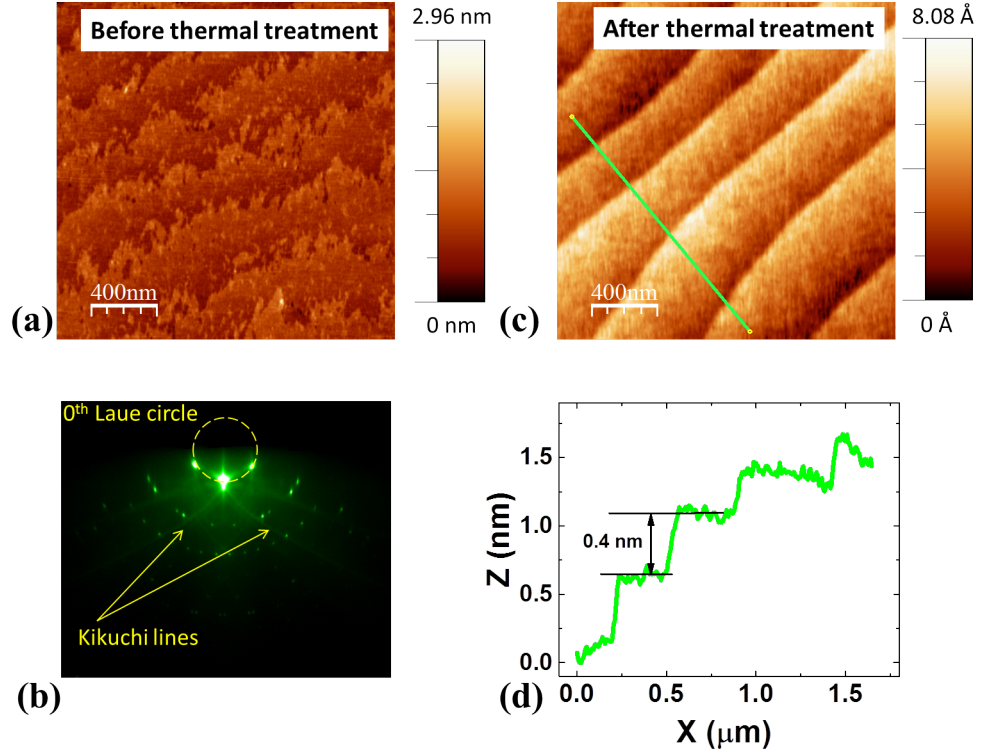 Before thermal treatment
2.96 nm
0 nm
400nm
(a)
After thermal treatment
8.08 Å
0 Å
400nm
(c)
0th Laue circle
Kikuchi lines
(b)
1.5
1.0
0.5
0.0
Z (nm)
0.4 nm
0.0 0.5 1.0 1.5
X (μm)
(d)